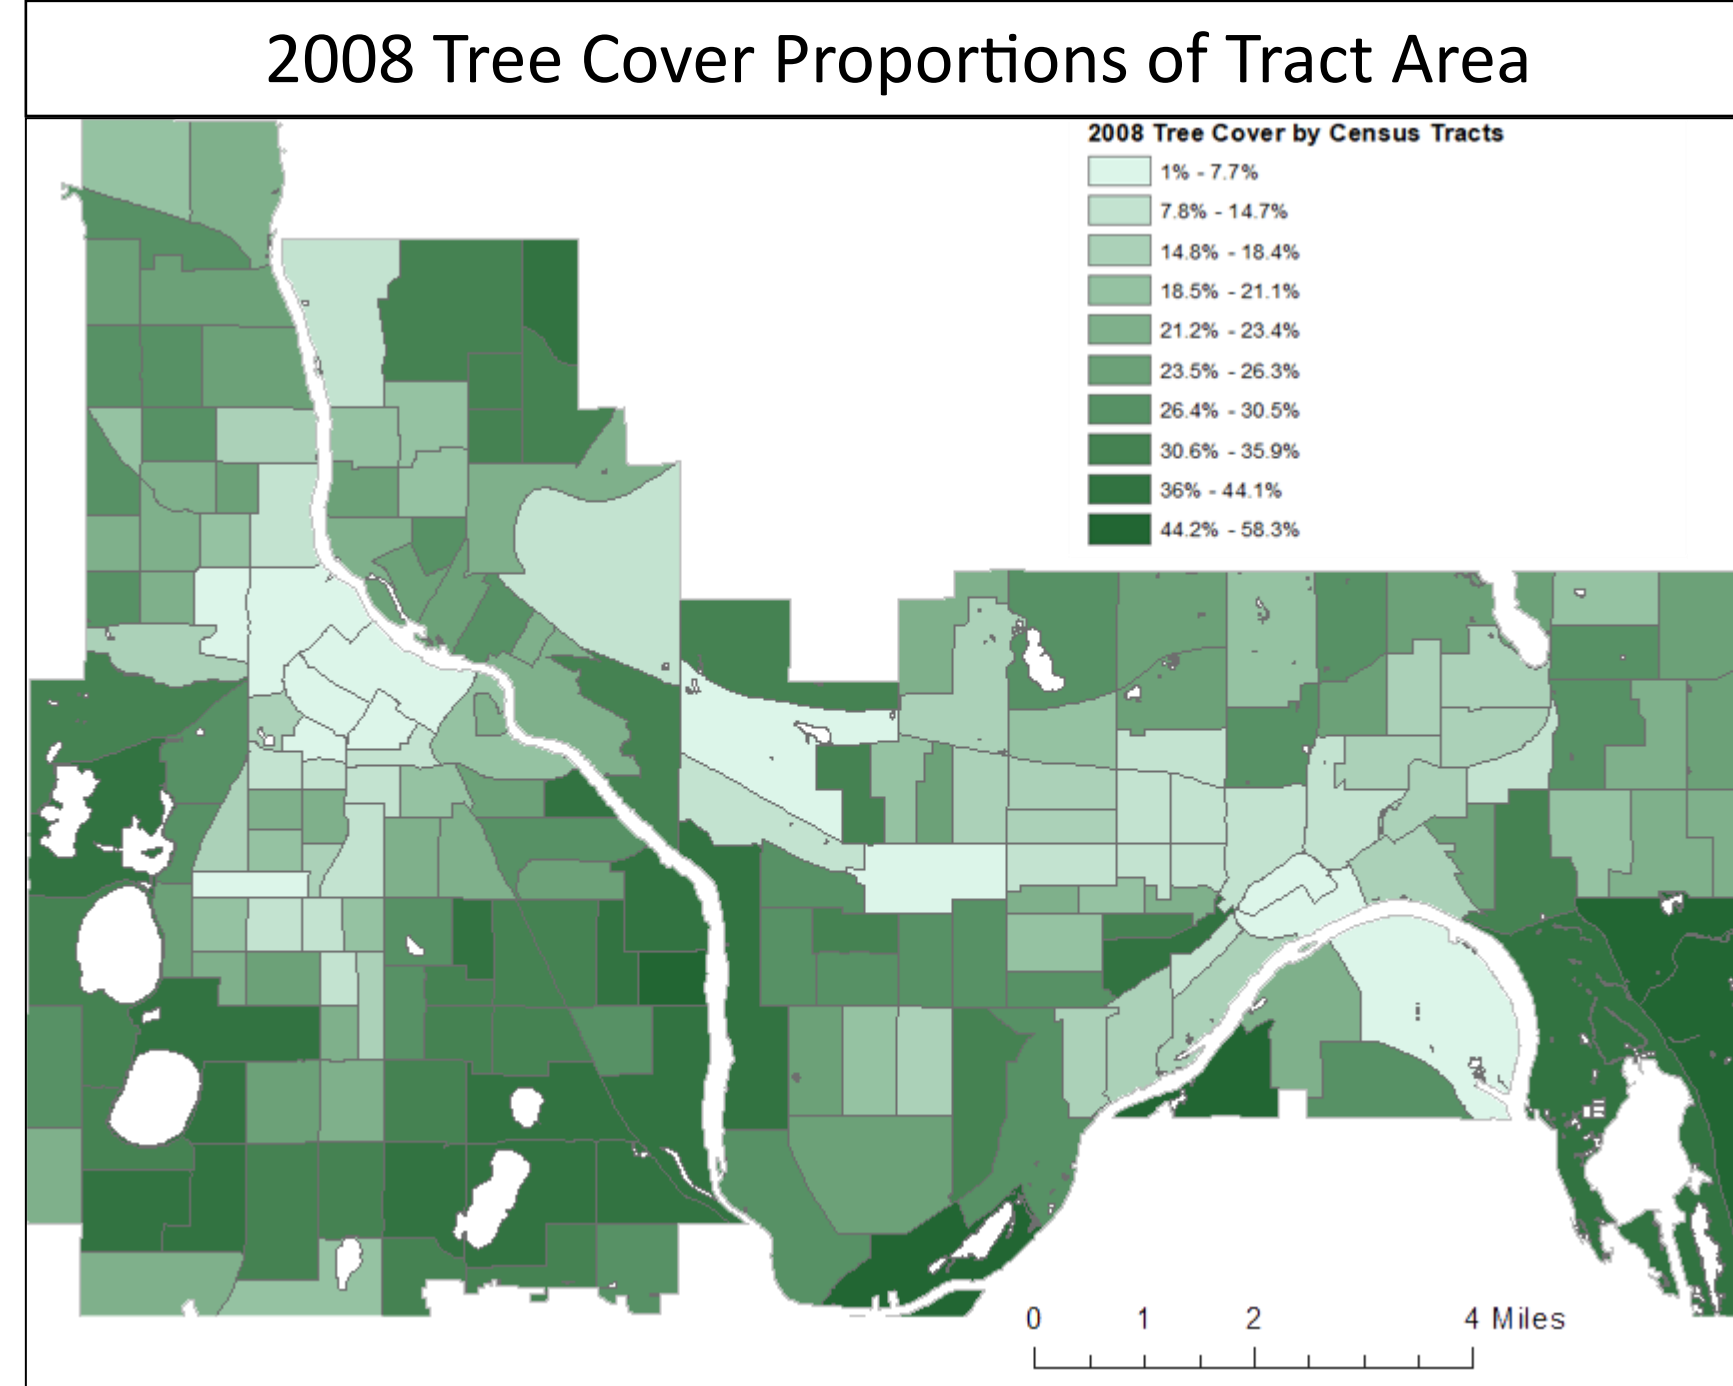 2008 Tree Cover Proportions of Tract Area
2008 Tree Cover by Census Tracts
1% - 7.7%
7.8% - 14.7%
14.8% - 18.4%
18.5% - 21.1%
21.2% - 23.4%
23.5% - 26.3%
26.4% - 30.5%
30.6% - 35.9%
36% - 44.1%
44.2% - 58.3%
0 1 2 4 Miles